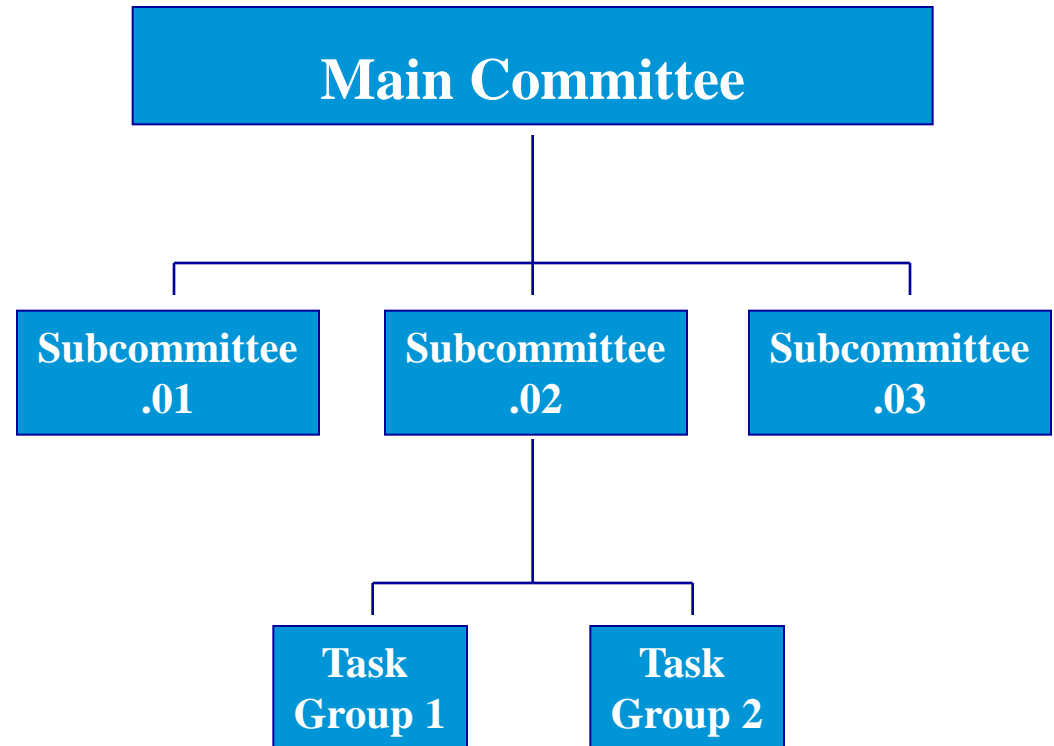 Main Committee
Subcommittee
.01
Subcommittee
.02
Subcommittee
.03
Task
Group 1
Task
Group 2